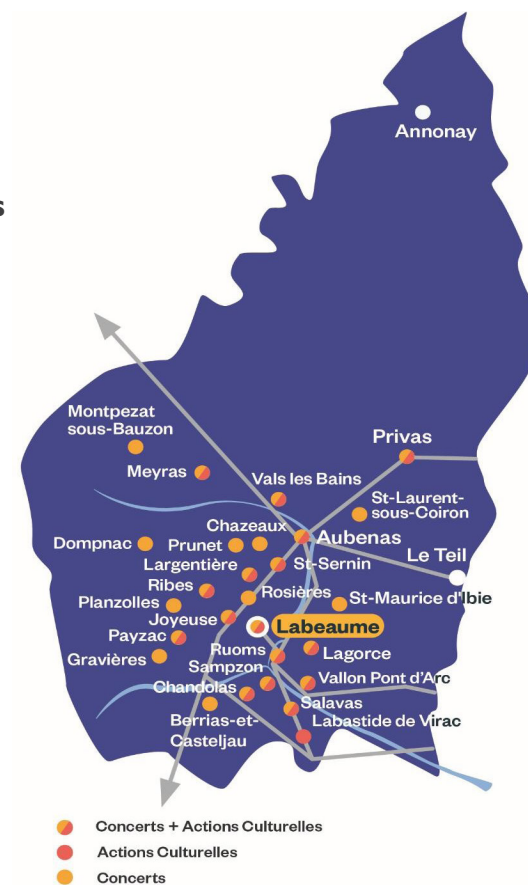 s
Annonay
Montpezat
sous-Bauzon
Privas
Meyras
Vals les Bains
St-Laurent-
sous-Coiron
Chazeaux
Aubenas
Dompnac
Prunet
Le Teil
Largentière
St-Sernin
Ribes
Rosières
St-Maurice d'Ibie
Planzolles
Joyeuse
Labeaume
Payzac
Ruoms
Lagorce
Gravières
Sampzon
Vallon Pont d'Arc
Chandolas
Salavas
Berrias-et-
Casteljau
Labastide de Virac
Concerts + Actions Culturelles
Actions Culturelles
Concerts